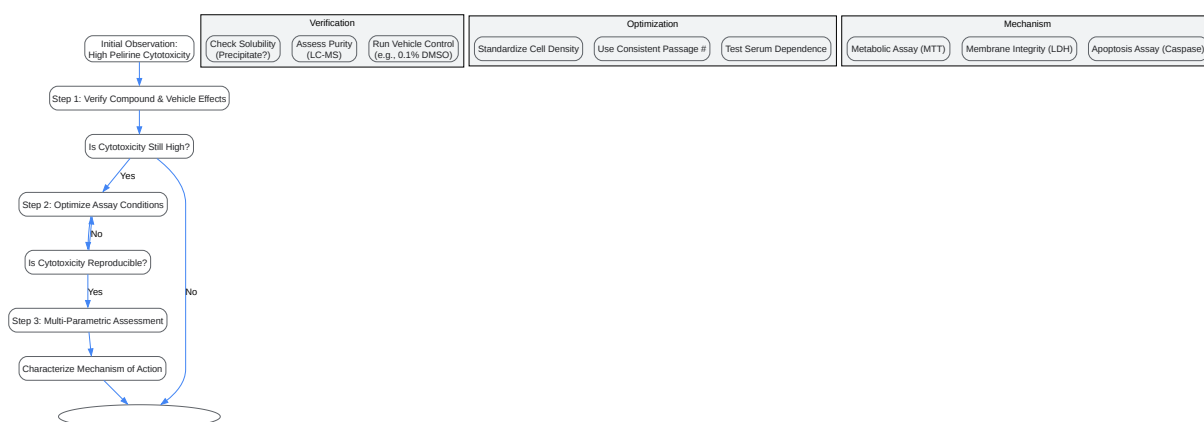 Initial Observation:
High Pelirine Cytotoxicity
Step 1: Verify Compound & Vehicle Effects
Is Cytotoxicity Still High?
Yes
Step 2: Optimize Assay Conditions
No
Is Cytotoxicity Reproducible?
Yes
No
Step 3: Multi-Parametric Assessment
Characterize Mechanism of Action
Verification
Check Solubility
(Precipitate?)
Assess Purity
(LC-MS)
Run Vehicle Control
(e.g., 0.1% DMSO)
Optimization
Standardize Cell Density
Use Consistent Passage #
Test Serum Dependence
Mechanism
Metabolic Assay (MTT)
Membrane Integrity (LDH)
Apoptosis Assay (Caspase)